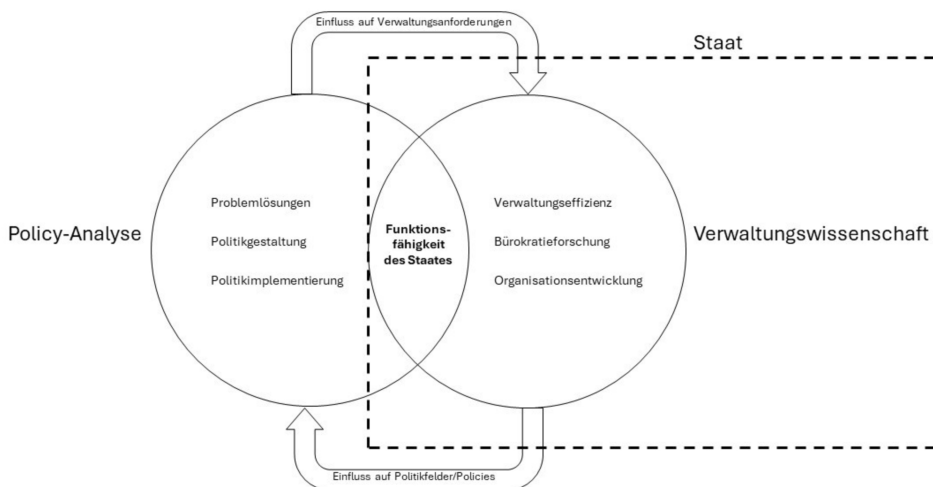 Einfluss auf Verwaltungsanforderungen
Staat
Policy-Analyse
Problemlösungen
Politikgestaltung
Politikimplementierung
Funktions-
fähigkeit
des Staates
Verwaltungseffizienz
Bürokratieforschung
Organisationsentwicklung
Verwaltungswissenschaft
Einfluss auf Politikfelder/Policies